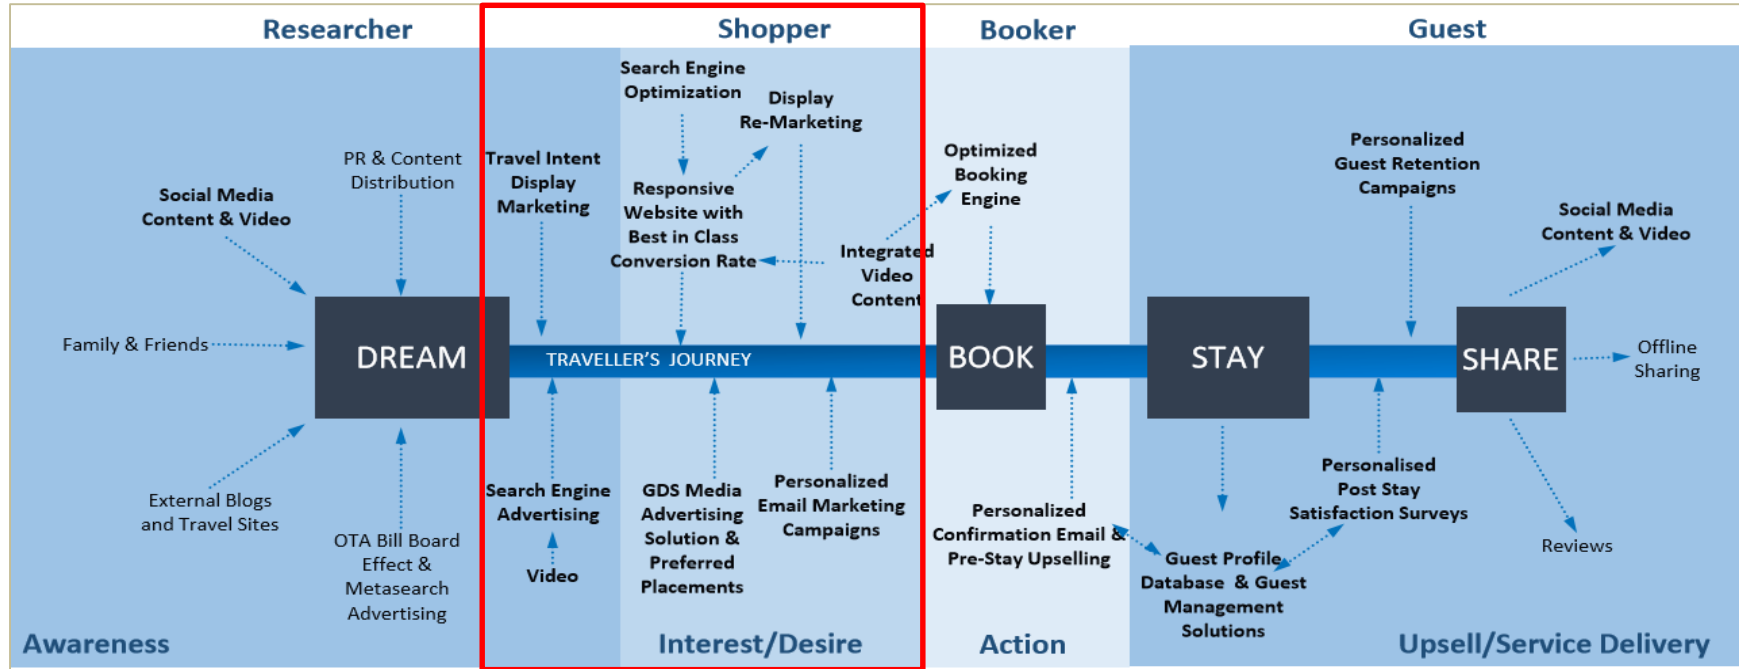 Researcher
Shopper
Booker
Guest
Search Engine
Optimization
Display
Re-Marketing
PR & Content
Distribution
Social Media
Content & Video
Travel Intent
Display
Marketing
Responsive
Website with
Best in Class
Conversion Rate
Integrated
Video
Content
Optimized
Booking
Engine
Personalized
Guest Retention
Campaigns
Social Media
Content & Video
Family & Friends
DREAM
TRAVELLER'S JOURNEY
BOOK
STAY
SHARE
Offline
Sharing
External Blogs
and Travel Sites
OTA Bill Board
Effect &
Metasearch
Advertising
Search Engine
Advertising
Video
GDS Media
Advertising
Solution &
Preferred
Placements
Personalized
Email Marketing
Campaigns
Personalized
Confirmation Email &
Pre-Stay Upselling
Guest Profile
Database & Guest
Management
Solutions
Personalised
Post Stay
Satisfaction Surveys
Reviews
Awareness
Interest/Desire
Action
Upsell/Service Delivery